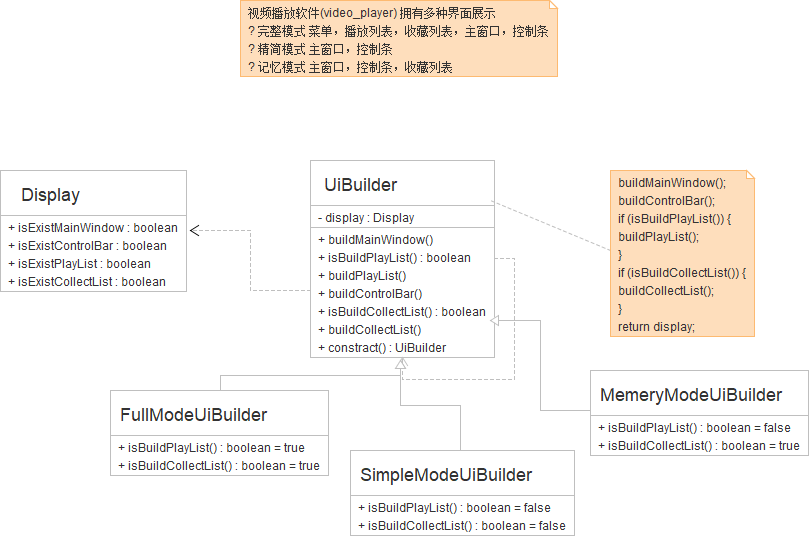 视频播放软件(video_player) 拥有多种界面展示
? 完整模式 菜单，播放列表，收藏列表，主窗口，控制条
? 精简模式 主窗口，控制条
? 记忆模式 主窗口，控制条，收藏列表
Display
+ isExistMainWindow : boolean
+ isExistControlBar : boolean
+ isExistPlayList : boolean
+ isExistCollectList : boolean
UiBuilder
- display : Display
+ buildMainWindow()
+ isBuildPlayList() : boolean
+ buildPlayList()
+ buildControlBar()
+ isBuildCollectList() : boolean
+ buildCollectList()
+ constract() : UiBuilder
buildMainWindow();
buildControlBar();
if (isBuildPlayList()) {
buildPlayList();
}
if (isBuildCollectList()) {
buildCollectList();
}
return display;
FullModeUiBuilder
+ isBuildPlayList() : boolean = true
+ isBuildCollectList() : boolean = true
SimpleModeUiBuilder
+ isBuildPlayList() : boolean = false
+ isBuildCollectList() : boolean = false
MemeryModeUiBuilder
+ isBuildPlayList() : boolean = false
+ isBuildCollectList() : boolean = true